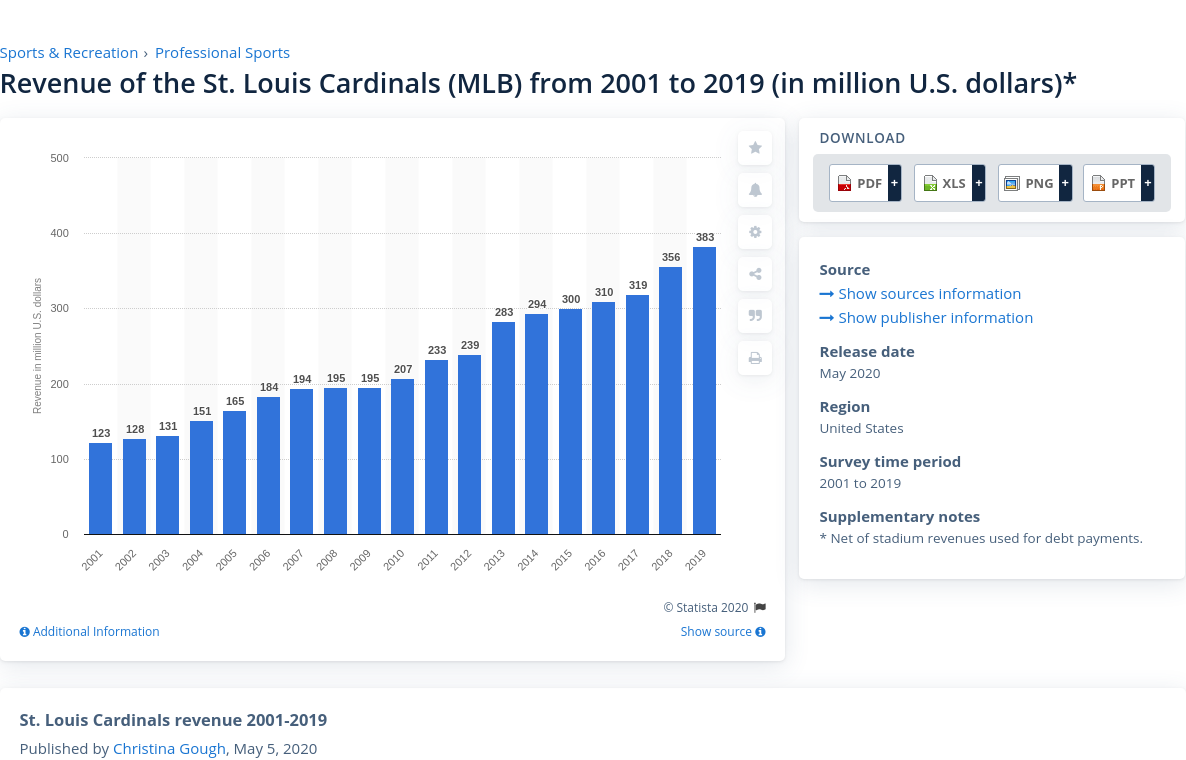 Sports & Recreation › Professional Sports
Revenue of the St. Louis Cardinals (MLB) from 2001 to 2019 (in million U.S. dollars)*
Revenue in million U.S. dollars
500
400
300
200
100
0
123
128
131
151
165
184
194
195
195
207
233
239
283
294
300
310
319
356
383
2001
2002
2003
2004
2005
2006
2007
2008
2009
2010
2011
2012
2013
2014
2015
2016
2017
2018
2019
© Statista 2020
Additional Information
Show source
DOWNLOAD
PDF + XLS + PNG + PPT +
Source
Show sources information
Show publisher information
Release date
May 2020
Region
United States
Survey time period
2001 to 2019
Supplementary notes
* Net of stadium revenues used for debt payments.
St. Louis Cardinals revenue 2001-2019
Published by Christina Gough, May 5, 2020